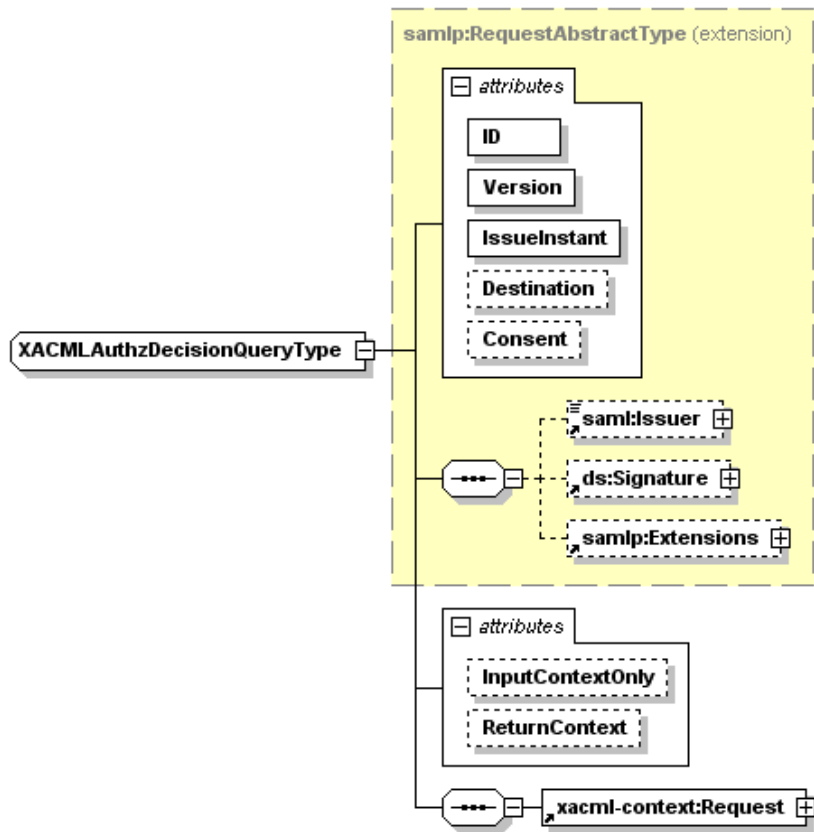 samlp:RequestAbstractType (extension)
attributes
ID
Version
IssueInstant
Destination
Consent
XACMLAuthzDecisionQueryType
saml:Issuer
ds:Signature
samlp:Extensions
attributes
InputContextOnly
ReturnContext
xacml-context:Request